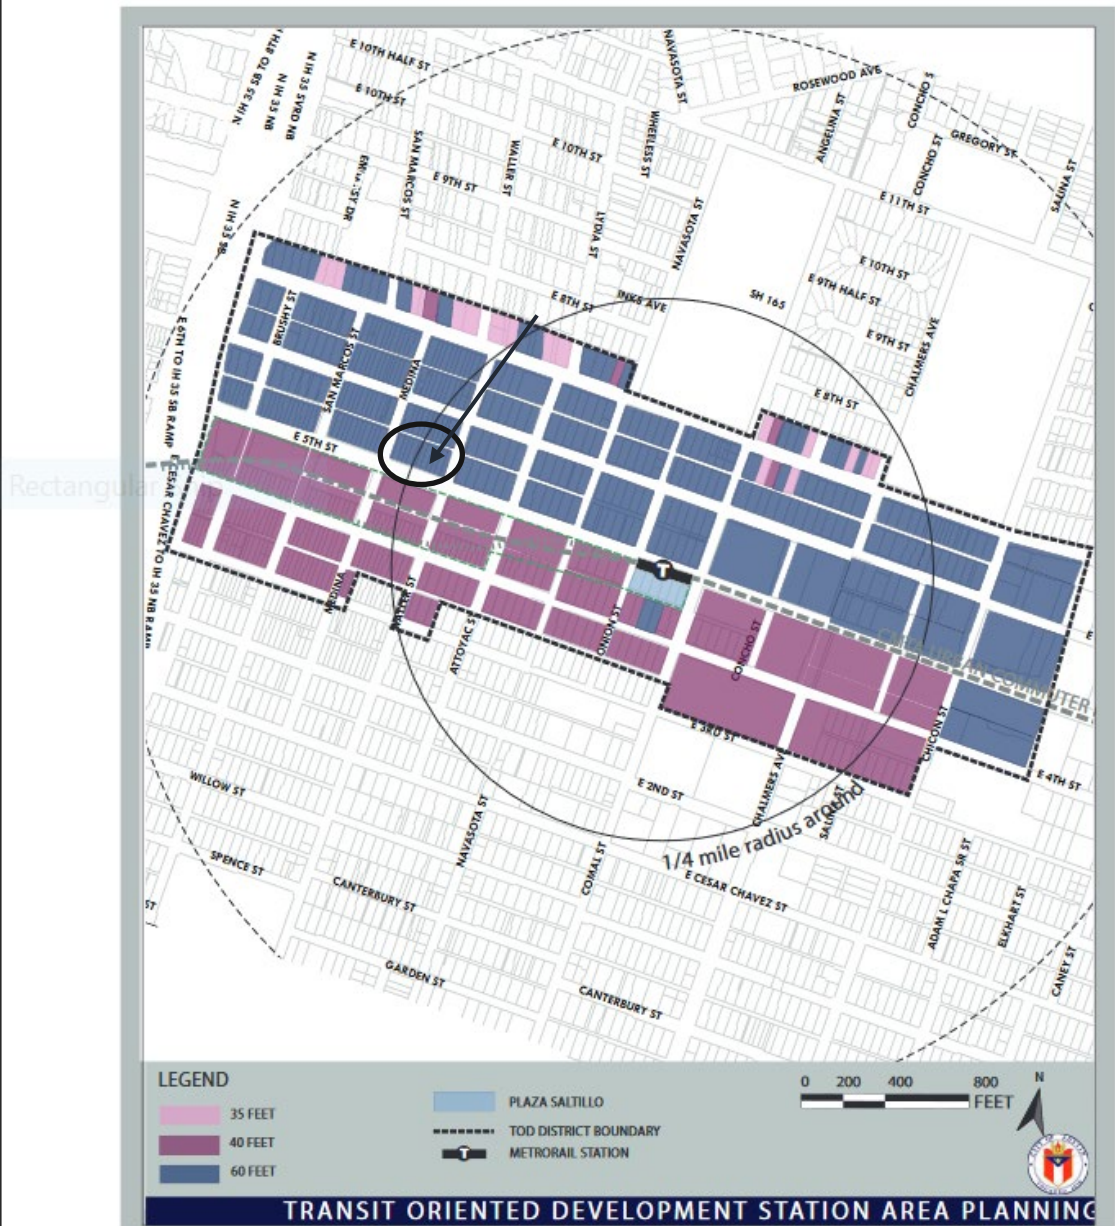 E 10TH HALF ST
NAVASOTA ST
N IH 35 SB TO 8TH
N IH 35 NB
N IH 35 SVRD NB
ROSEWOOD AVE
CONCHO S
E 10TH ST
ANGELINA ST
WHEELESS ST
GREGORY ST
SAN MARCOS ST
WALLER ST
E 10TH ST
CONCHO ST
SALINA ST
E 9TH ST
E 11TH ST
LYDIA ST
NAVASOTA ST
N IH 35 SB
E 10TH ST
E 9TH HALF ST
E 8TH ST
INKS AVE
SH 165
BRUSHY ST
E 9TH ST
CHALMERS AVE
E 6TH TO IH 35 SB RAMP
SAN MARCOS ST
MEDINA
E 8TH ST
E 5TH ST
Rectangular
E CESAR CHAVEZ TO IH 35 NB RAMP
T
MEDINA
WALLER ST
ATTOYAC S
ONION ST
CONCHO ST
URBAN COMMUTER
CHICON ST
E 3RD ST
E 4TH ST
WILLOW ST
E 2ND ST
CHALMERS AV
NAVASOTA ST
1/4 mile radius around
COMAL ST
SPENCE ST
E CESAR CHAVEZ ST
CANTERBURY ST
ST
ADAM L CHAPA SR ST
ELKHART ST
CANEY ST
GARDEN ST
CANTERBURY ST
LEGEND
35 FEET
40 FEET
60 FEET
PLAZA SALTILLO
TOD DISTRICT BOUNDARY
T METRORAIL STATION
0 200 400 800
FEET
N
TRANSIT ORIENTED DEVELOPMENT STATION AREA PLANNING